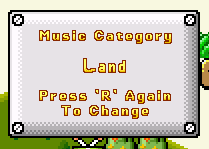 Music Category
Land
Press 'R' Again
To Change